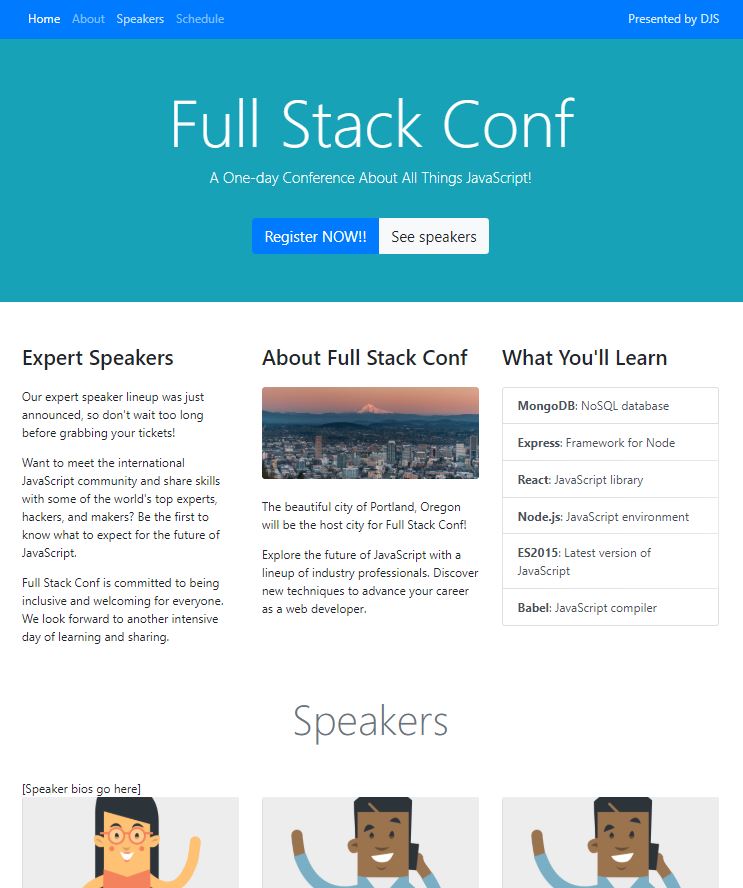 Home About Speakers Schedule Presented by DJS
Full Stack Conf
A One-day Conference About All Things JavaScript!
Register NOW!! See speakers
Expert Speakers
Our expert speaker lineup was just
announced, so don't wait too long
before grabbing your tickets!
Want to meet the international
JavaScript community and share skills
with some of the world's top experts,
hackers, and makers? Be the first to
know what to expect for the future of
JavaScript.
Full Stack Conf is committed to being
inclusive and welcoming for everyone.
We look forward to another intensive
day of learning and sharing.
About Full Stack Conf
The beautiful city of Portland, Oregon
will be the host city for Full Stack Conf!
Explore the future of JavaScript with a
lineup of industry professionals. Discover
new techniques to advance your career
as a web developer.
What You'll Learn
MongoDB: NoSQL database
Express: Framework for Node
React: JavaScript library
Node.js: JavaScript environment
ES2015: Latest version of
JavaScript
Babel: JavaScript compiler
Speakers
[Speaker bios go here]